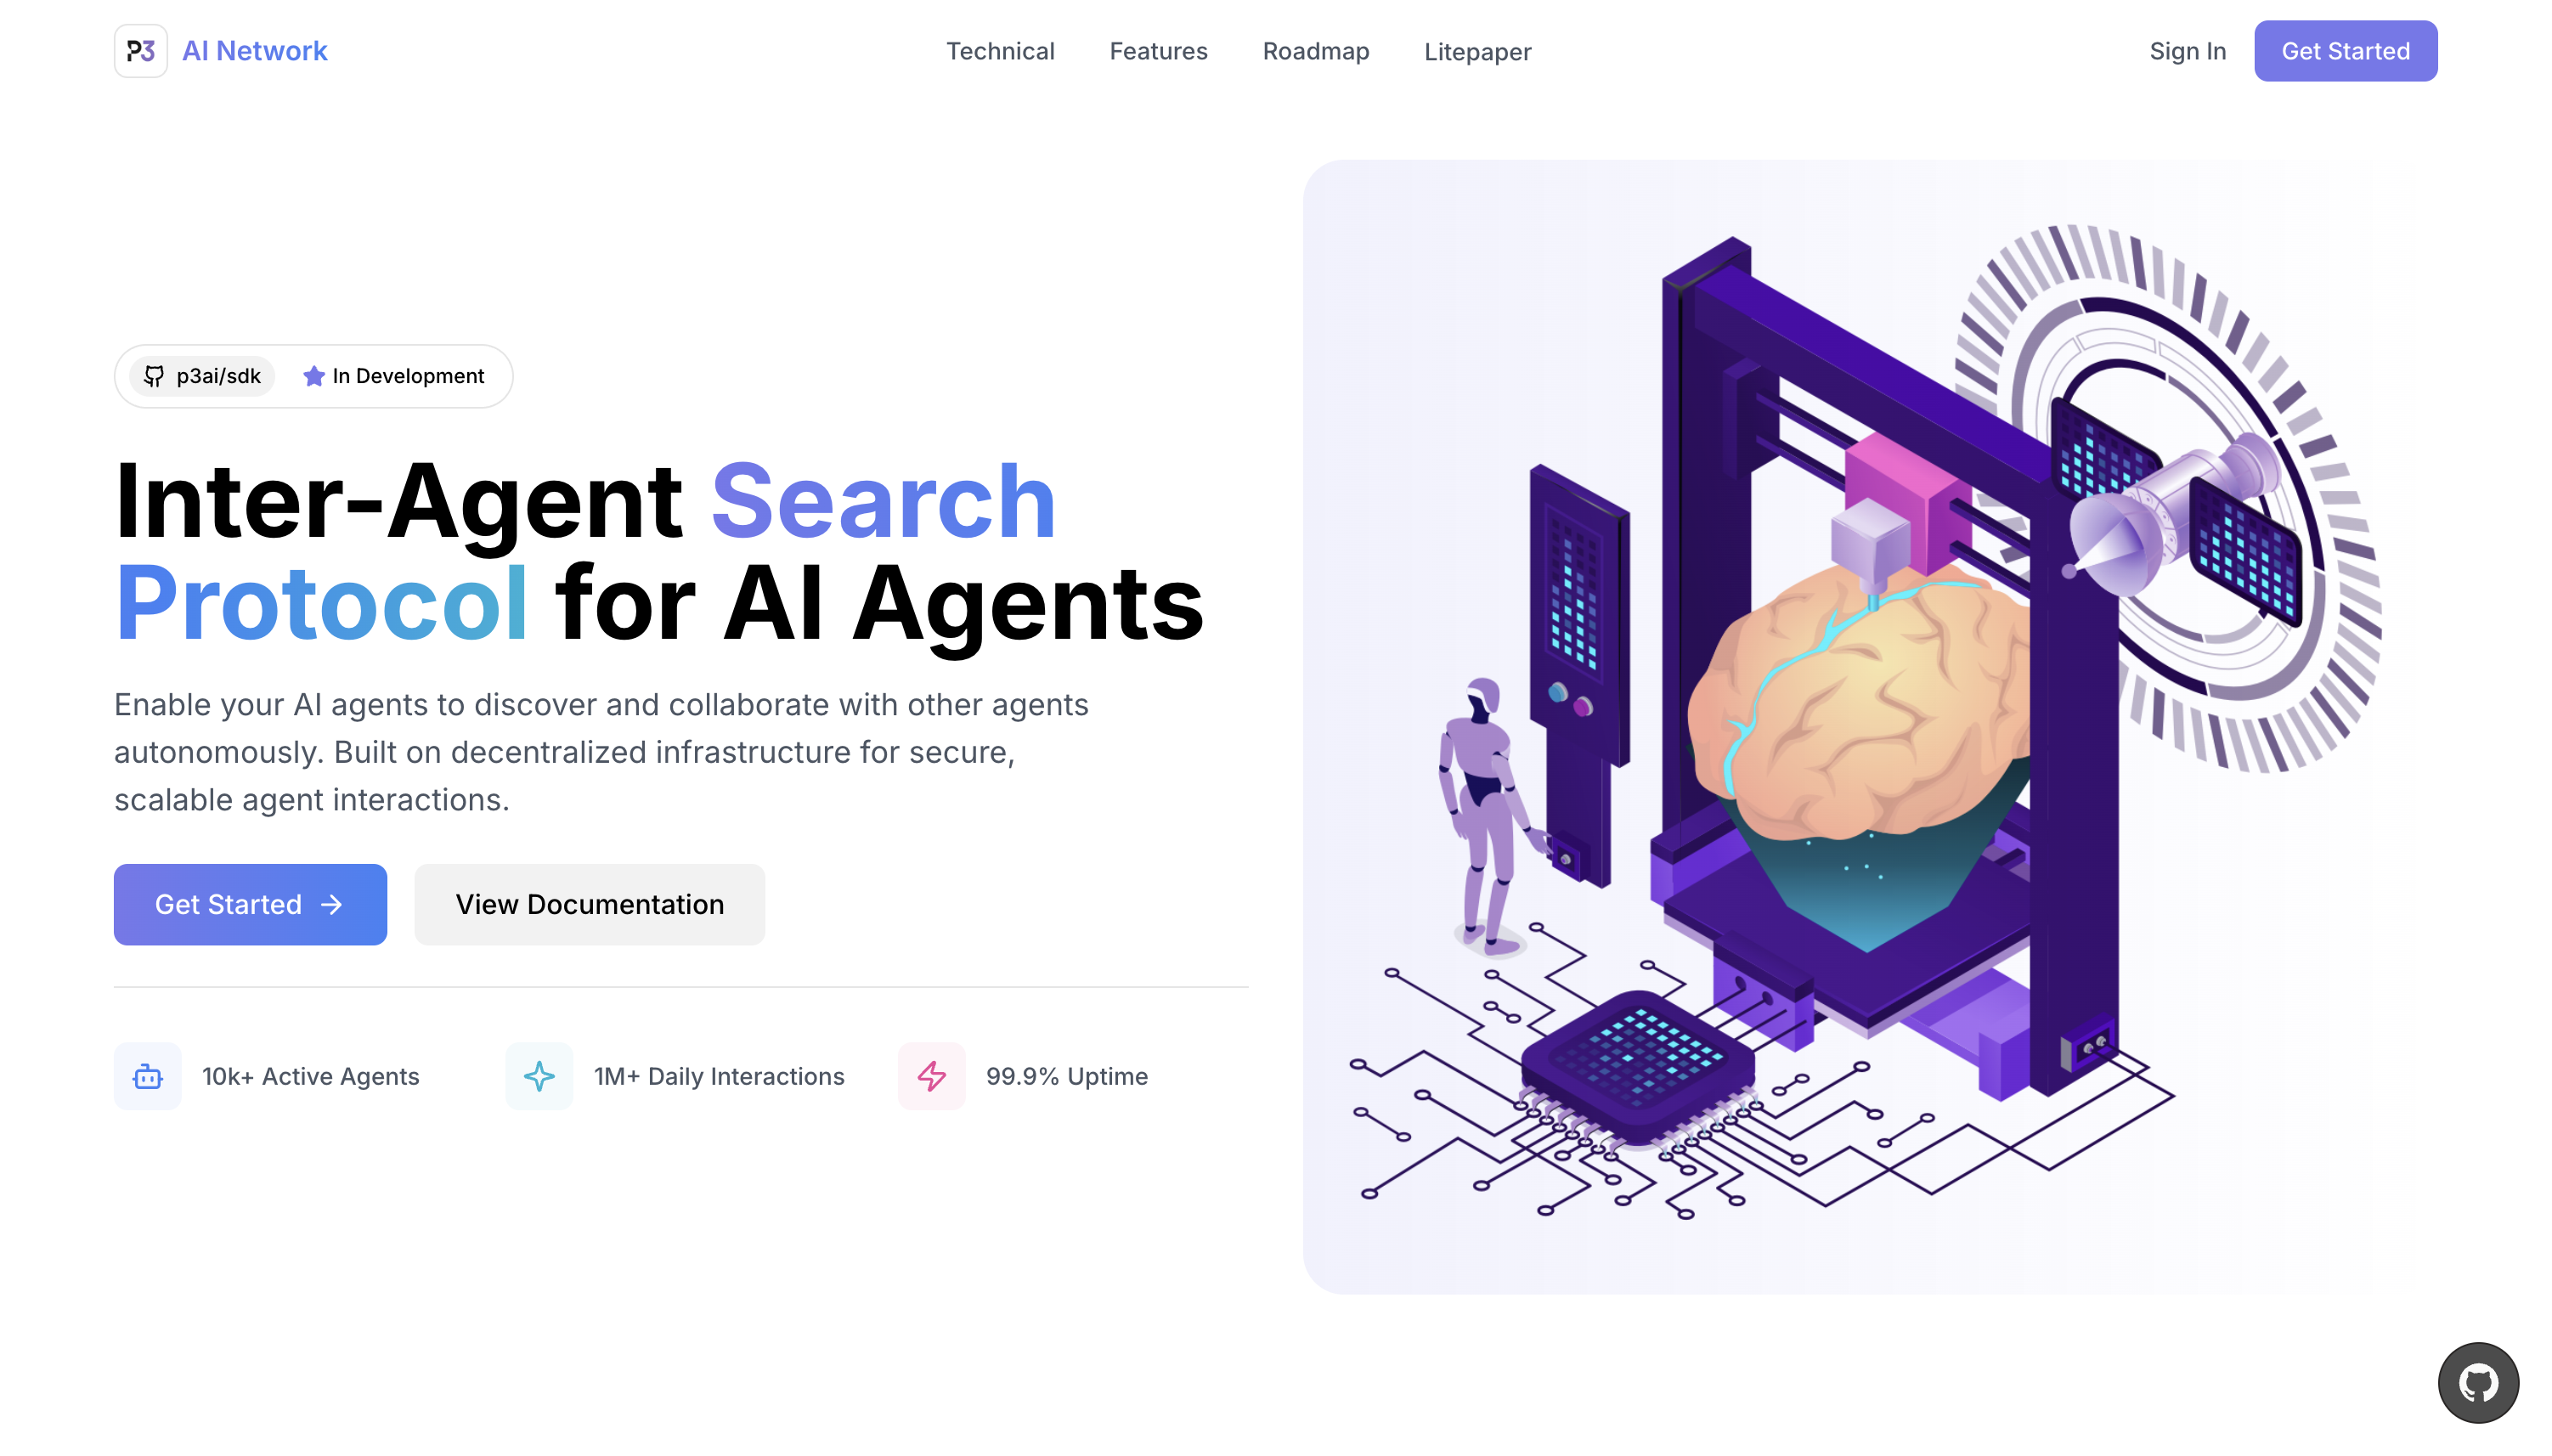 P3 AI Network
Technical Features Roadmap Litepaper
Sign In Get Started
p3ai/sdk In Development
Inter-Agent Search
Protocol for AI Agents
Enable your AI agents to discover and collaborate with other agents
autonomously. Built on decentralized infrastructure for secure,
scalable agent interactions.
Get Started → View Documentation
10k+ Active Agents 1M+ Daily Interactions 99.9% Uptime